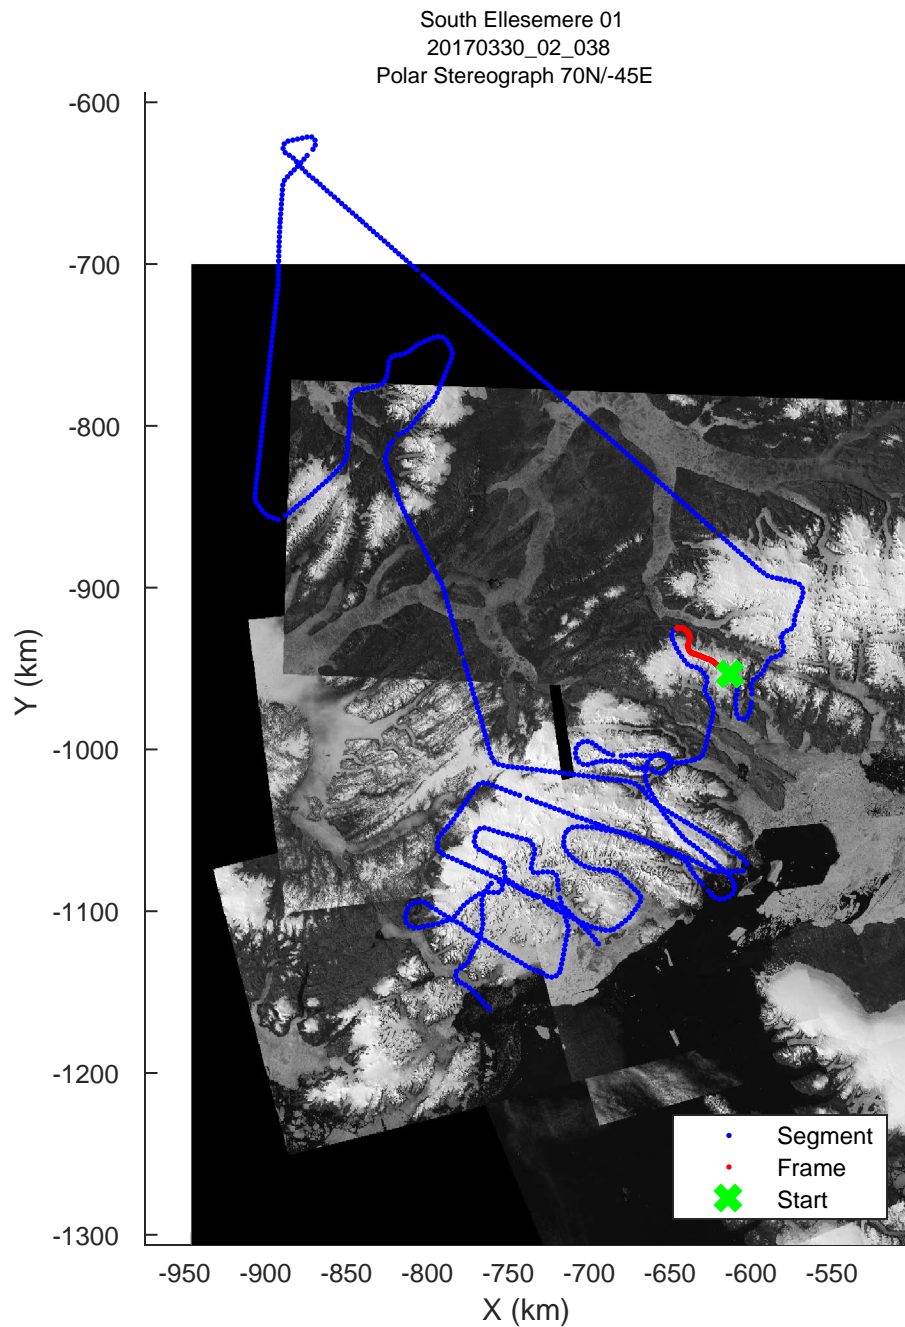 South Ellesemere 01
20170330_02_038
Polar Stereograph 70N/-45E
-600
-700
-800
-900
-1000
-1100
-1200
-1300
Y (km)
-950 -900 -850 -800 -750 -700 -650 -600 -550
X (km)
Segment
Frame
Start